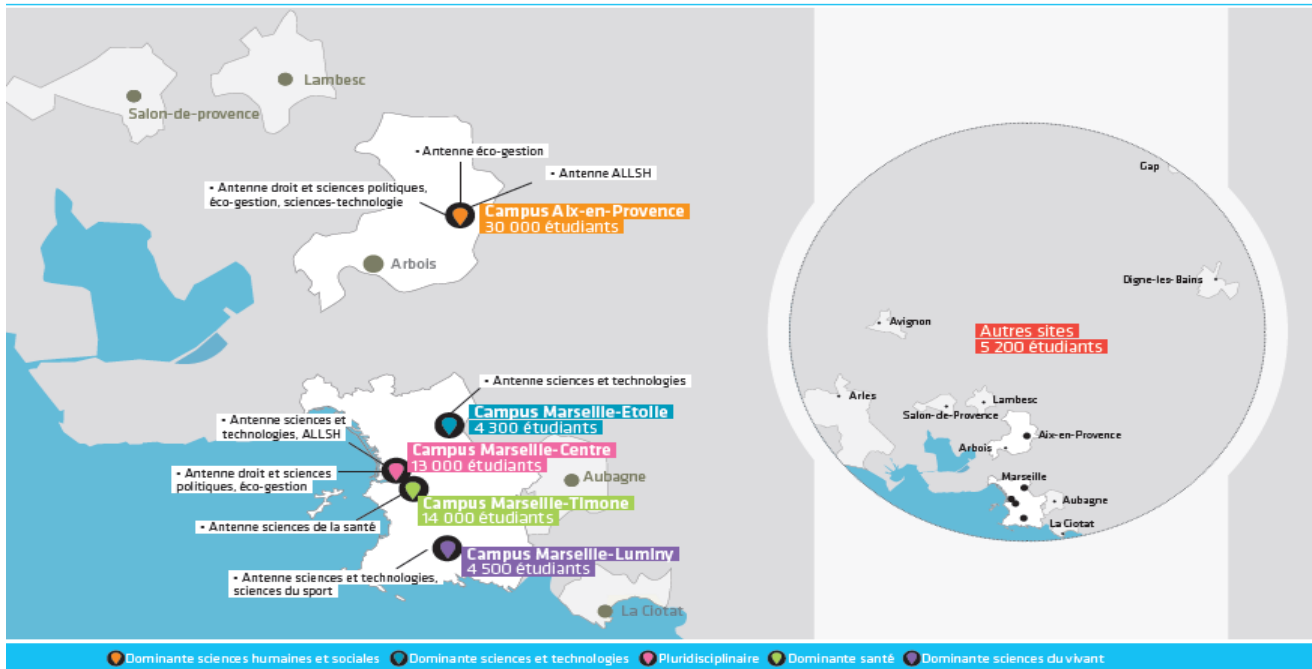 Lambesc
Salon-de-provence
• Antenne éco-gestion
• Antenne ALLSH
• Antenne droit et sciences politiques,
éco-gestion, sciences-technologie
Campus Aix-en-Provence
30 000 étudiants
Arbois
• Antenne sciences et technologies
Campus Marseille-Etoile
4 300 étudiants
• Antenne sciences et
technologies, ALLSH
Campus Marseille-Centre
13 000 étudiants
• Antenne droit et sciences
politiques, éco-gestion
Aubagne
Campus Marseille-Timone
14 000 étudiants
• Antenne sciences de la santé
Campus Marseille-Luminy
4 500 étudiants
• Antenne sciences et technologies,
sciences du sport
La Ciotat
Gap
Digne-les-Bains
Avignon
Autres sites
5 200 étudiants
Arles
Lambesc
Salon-de-Provence
Aix-en-Provence
Arbois
Marseille
Aubagne
La Ciotat
Dominante sciences humaines et sociales
Dominante sciences et technologies
Pluridisciplinaire
Dominante santé
Dominante sciences du vivant